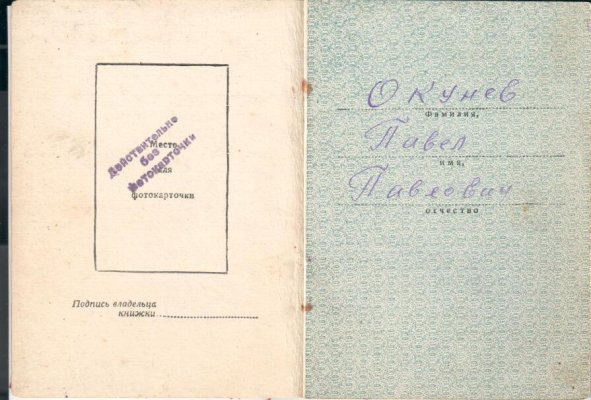 Место
Действительно
без
фотокарточки
для
фотокарточки
Подпись владельца
книжки
Окунев
Фамилия,
Павел
имя,
Павлович
отчество